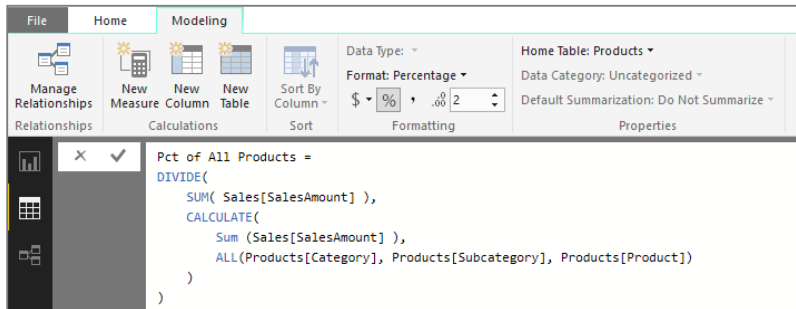 File Home Modeling
Data Type:
Home Table: Products
Format: Percentage
Data Category: Uncategorized
Manage Relationships
New Measure
New Column
New Table
Sort By Column
$ % , .00 2
Default Summarization: Do Not Summarize
Relationships Calculations Sort Formatting Properties
Pct of All Products =
DIVIDE(
SUM( Sales[SalesAmount] ),
CALCULATE(
Sum (Sales[SalesAmount] ),
ALL(Products[Category], Products[Subcategory], Products[Product])
)
)